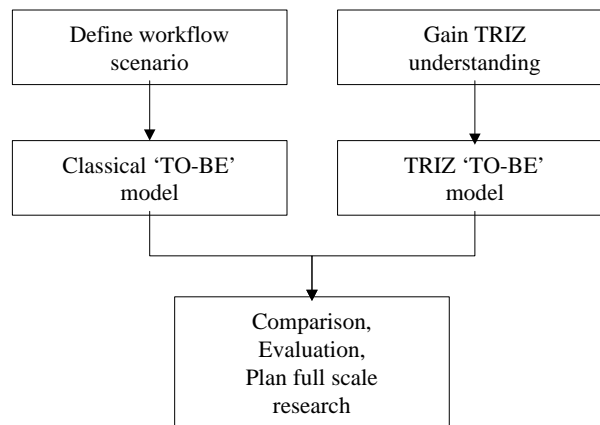 Define workflow
scenario
Gain TRIZ
understanding
Classical ‘TO-BE’
model
TRIZ ‘TO-BE’
model
Comparison,
Evaluation,
Plan full scale
research